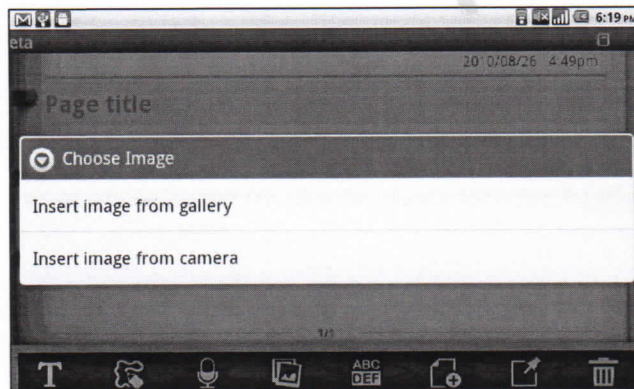 6:19 PM
eta
2010/08/26 4:49pm
Page title
Choose Image
Insert image from gallery
Insert image from camera
1/1
T
ABC
DEF